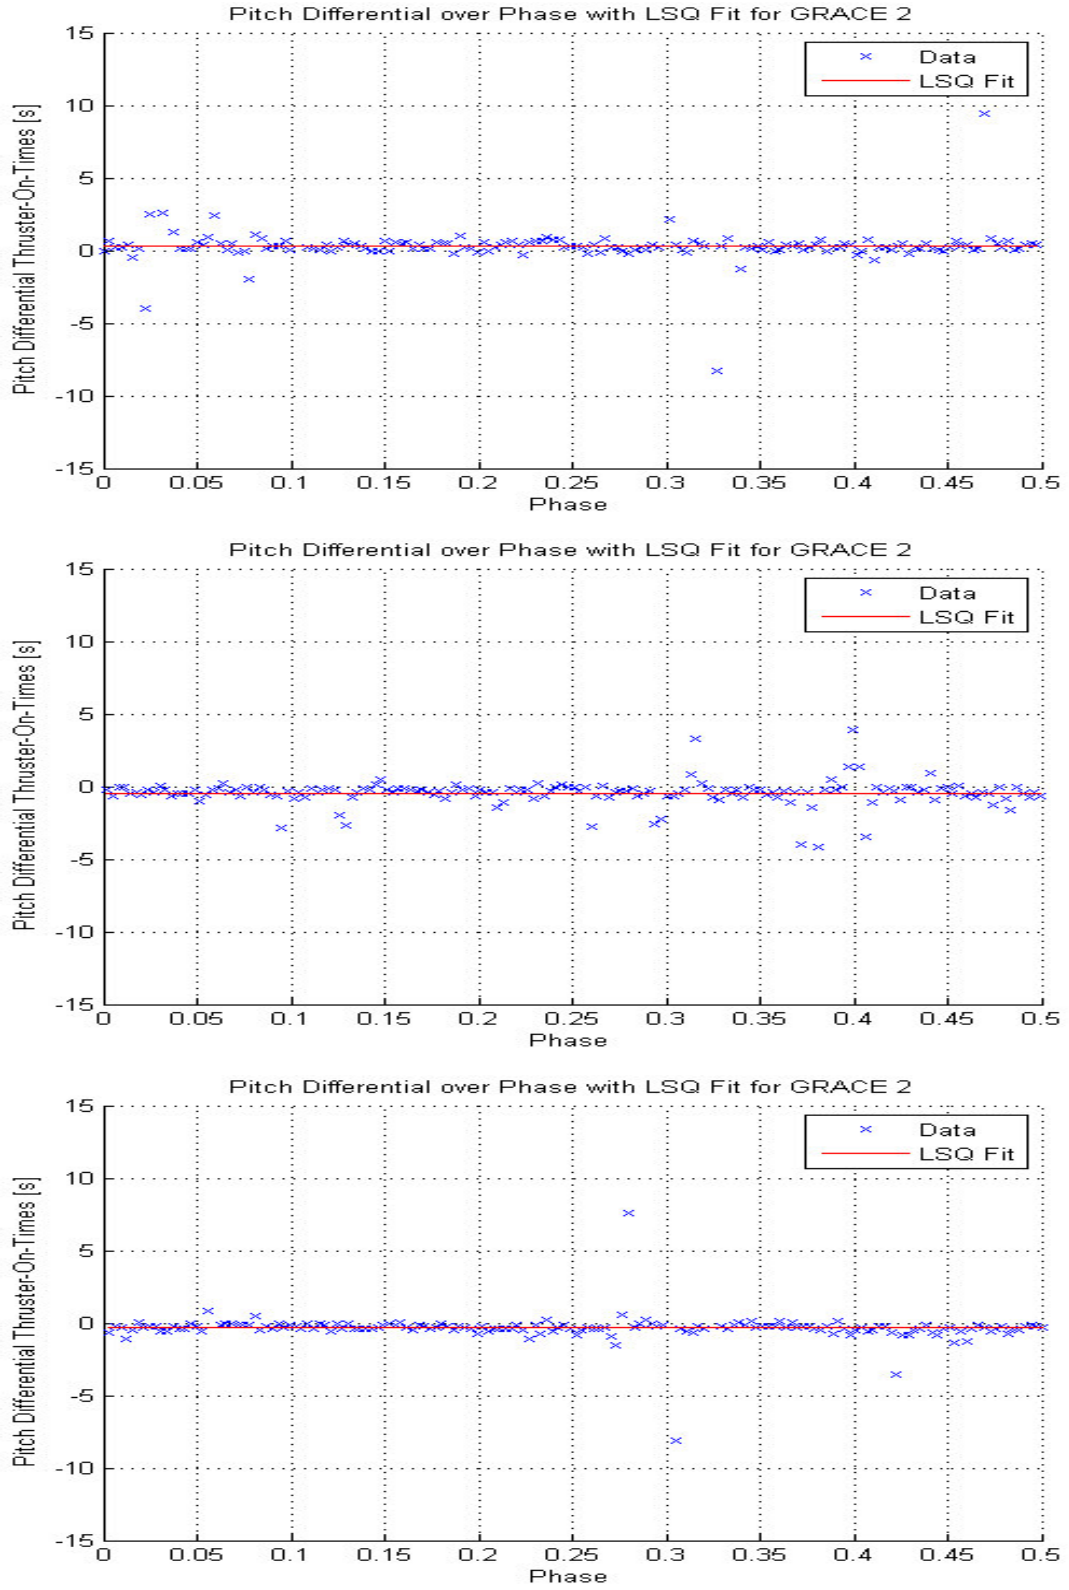 Pitch Differential over Phase with LSQ Fit for GRACE 2
Pitch Differential Thruster-On-Times [s]
15
10
5
0
-5
-10
-15
Data
LSQ Fit
0 0.05 0.1 0.15 0.2 0.25 0.3 0.35 0.4 0.45 0.5
Phase
Pitch Differential over Phase with LSQ Fit for GRACE 2
Pitch Differential Thruster-On-Times [s]
15
10
5
0
-5
-10
-15
Data
LSQ Fit
0 0.05 0.1 0.15 0.2 0.25 0.3 0.35 0.4 0.45 0.5
Phase
Pitch Differential over Phase with LSQ Fit for GRACE 2
Pitch Differential Thruster-On-Times [s]
15
10
5
0
-5
-10
-15
Data
LSQ Fit
0 0.05 0.1 0.15 0.2 0.25 0.3 0.35 0.4 0.45 0.5
Phase